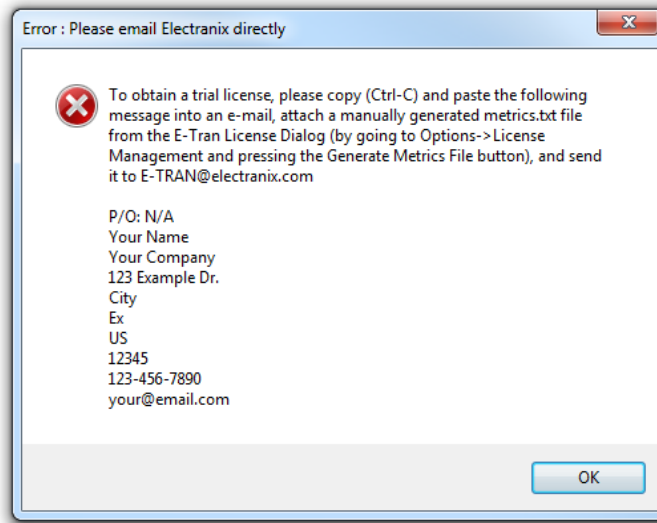 Error : Please email Electranix directly
To obtain a trial license, please copy (Ctrl-C) and paste the following
message into an e-mail, attach a manually generated metrics.txt file
from the E-Tran License Dialog (by going to Options->License
Management and pressing the Generate Metrics File button), and send
it to E-TRAN@electranix.com
P/O: N/A
Your Name
Your Company
123 Example Dr.
City
Ex
US
12345
123-456-7890
your@email.com
OK